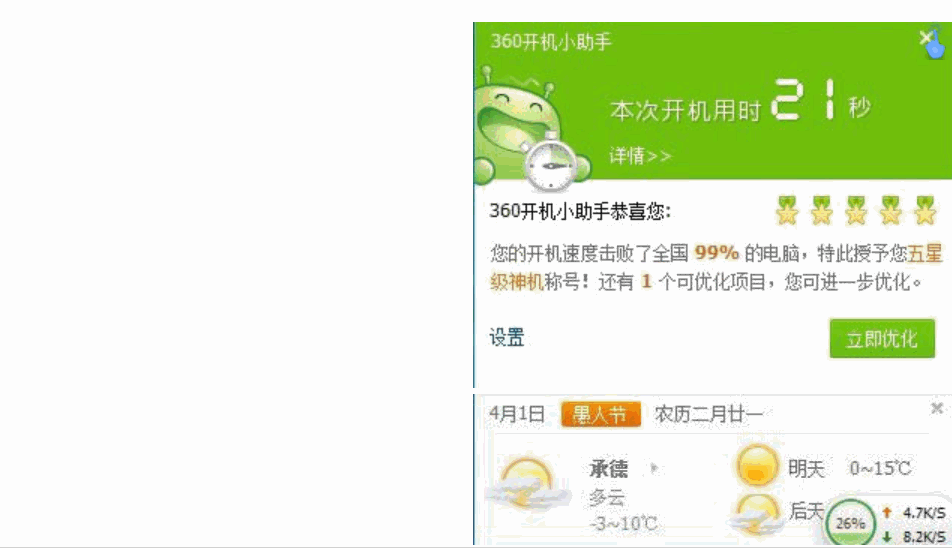 360开机小助手
本次开机用时 21 秒
详情>>
360开机小助手恭喜您:
您的开机速度击败了全国 99% 的电脑，特此授予您五星
级神机称号！还有 1 个可优化项目，您可进一步优化。
设置
立即优化
4月1日 愚人节 农历二月廿一
承德
多云
-3~10℃
明天 0~15℃
后天
26%
4.7K/S
8.2K/S